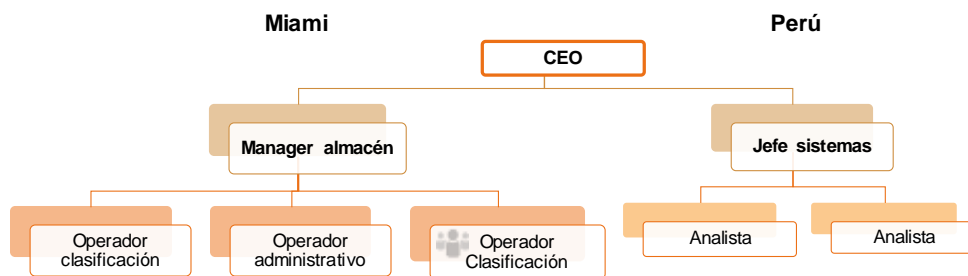 Miami
Perú
CEO
Manager almacén
Jefe sistemas
Operador
clasificación
Operador
administrativo
Operador
Clasificación
Analista
Analista